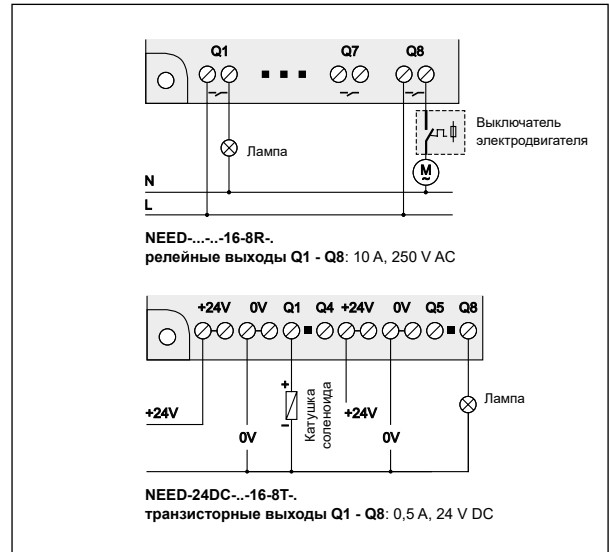 Q1 Q7 Q8
Выключатель
электродвигателя
Лампа
M
~
N
L
NEED-...-..-16-8R-.
релейные выходы Q1 - Q8: 10 A, 250 V AC
+24V 0V Q1 Q4 +24V 0V Q5 Q8
+
–
Катушка
соленоида
Лампа
+24V +24V
0V 0V
NEED-24DC-..-16-8T-.
транзисторные выходы Q1 - Q8: 0,5 A, 24 V DC